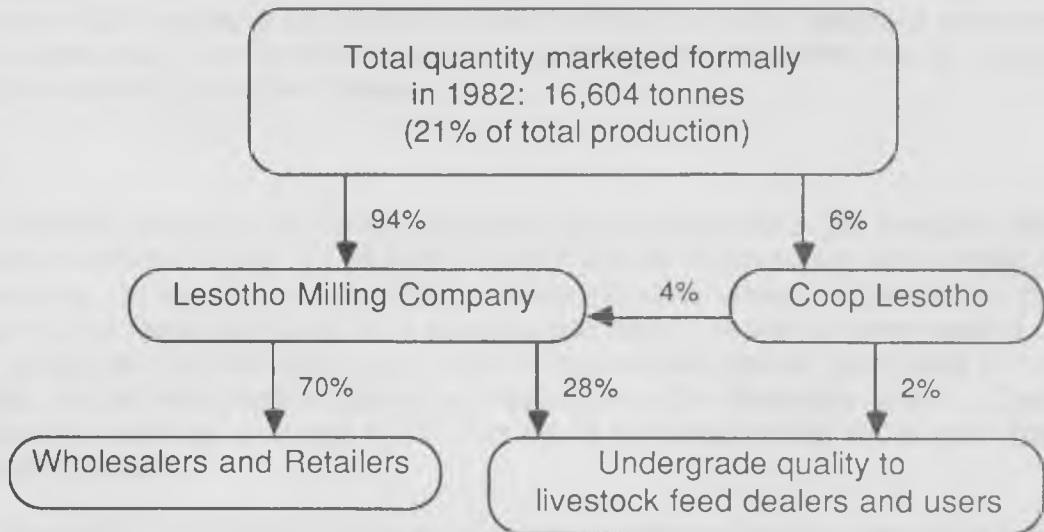 Total quantity marketed formally
in 1982: 16,604 tonnes
(21% of total production)
94%
6%
Lesotho Milling Company
4%
Coop Lesotho
70%
28%
2%
Wholesalers and Retailers
Undergrade quality to
livestock feed dealers and users